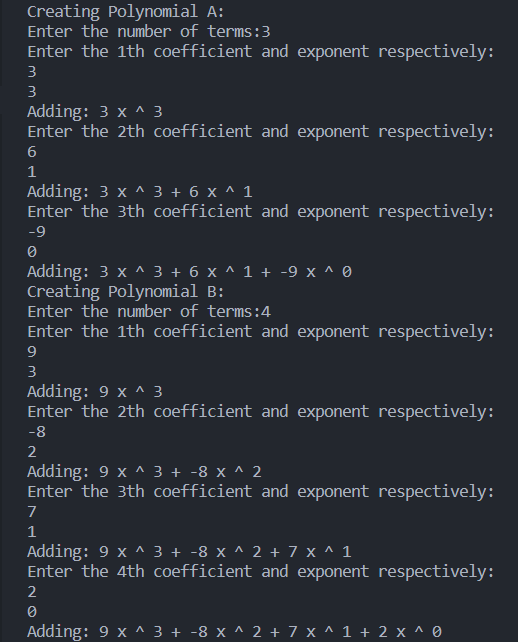 Creating Polynomial A:
Enter the number of terms:3
Enter the 1th coefficient and exponent respectively:
3
3
Adding: 3 x ^ 3
Enter the 2th coefficient and exponent respectively:
6
1
Adding: 3 x ^ 3 + 6 x ^ 1
Enter the 3th coefficient and exponent respectively:
-9
0
Adding: 3 x ^ 3 + 6 x ^ 1 + -9 x ^ 0
Creating Polynomial B:
Enter the number of terms:4
Enter the 1th coefficient and exponent respectively:
9
3
Adding: 9 x ^ 3
Enter the 2th coefficient and exponent respectively:
-8
2
Adding: 9 x ^ 3 + -8 x ^ 2
Enter the 3th coefficient and exponent respectively:
7
1
Adding: 9 x ^ 3 + -8 x ^ 2 + 7 x ^ 1
Enter the 4th coefficient and exponent respectively:
2
0
Adding: 9 x ^ 3 + -8 x ^ 2 + 7 x ^ 1 + 2 x ^ 0